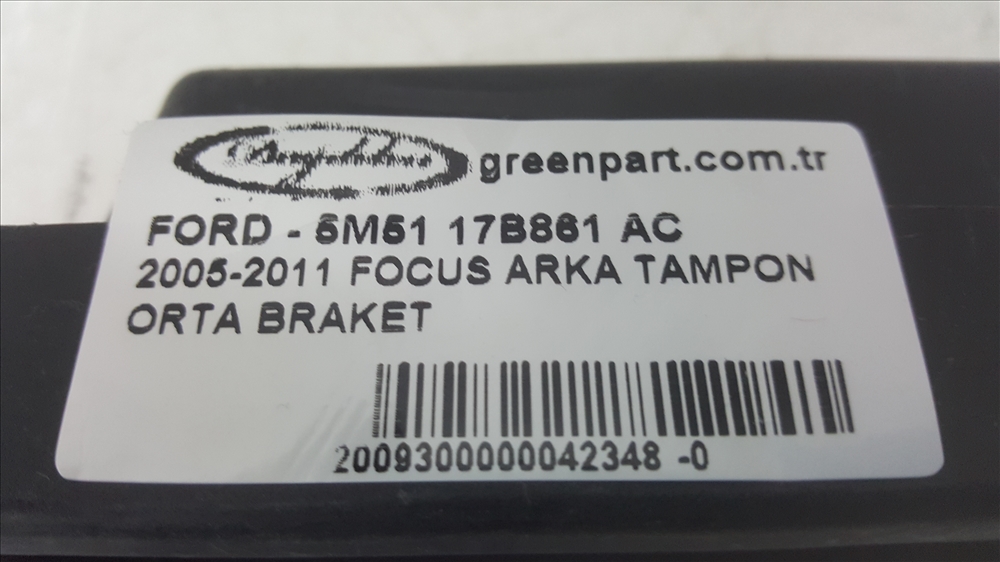 greenpart.com.tr
FORD - 6M51 17B861 AC
2005-2011 FOCUS ARKA TAMPON
ORTA BRAKET
2009300000042348 -0